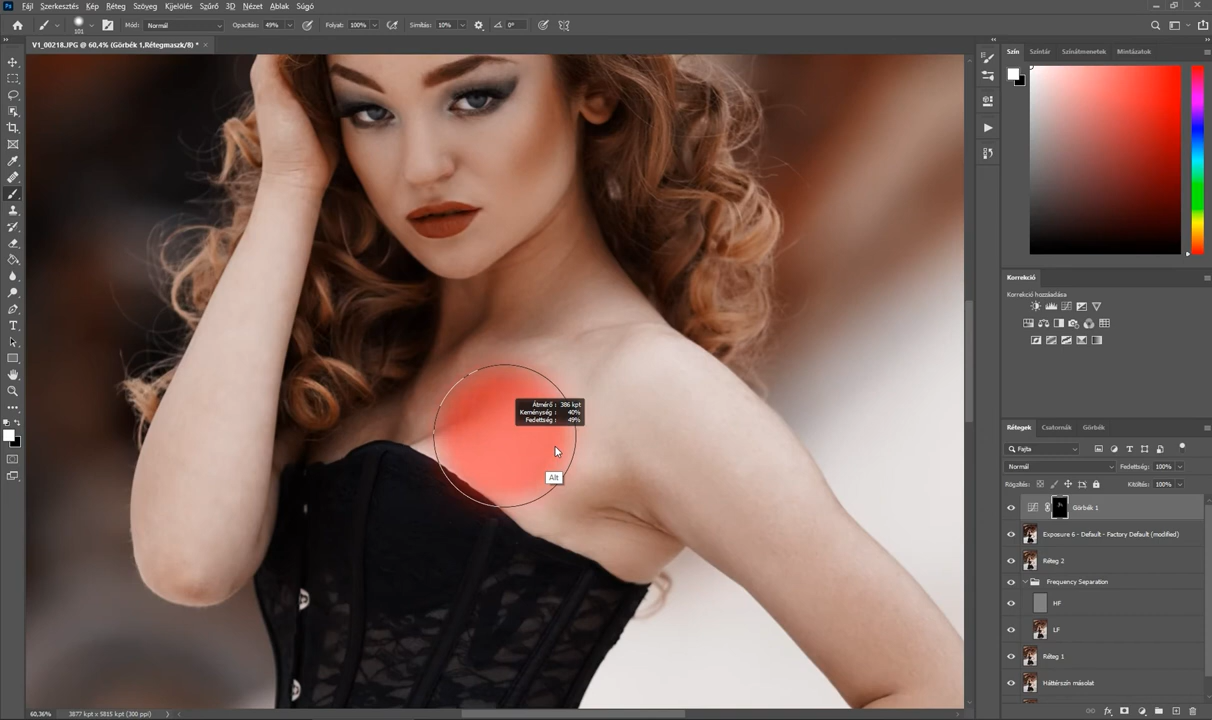 Ps Fájl Szerkesztés Kép Réteg Szöveg Kijelölés Szűrő 3D Nézet Ablak Súgó
101 Mód: Normál Opacitás: 49% Folyat: 100% Simítás: 10% 0°
V1_00218.JPG @ 60,4% (Görbék 1,Rétegmaszk/8) * ×
Szín Színtár Színátmenetek Mintázatok
Korrekció
Korrekció hozzáadása
Átmérő : 386 kpt
Keménység : 40%
Fedettség : 49%
Alt
Rétegek Csatornák Görbék
Fajta
Normál Fedettség: 100%
Rögzítés: Kitöltés: 100%
Görbék 1
Exposure 6 - Default - Factory Default (modified)
Réteg 2
Frequency Separation
HF
LF
Réteg 1
Háttérszín másolat
60,36% 3877 kpt x 5815 kpt (300 ppi)